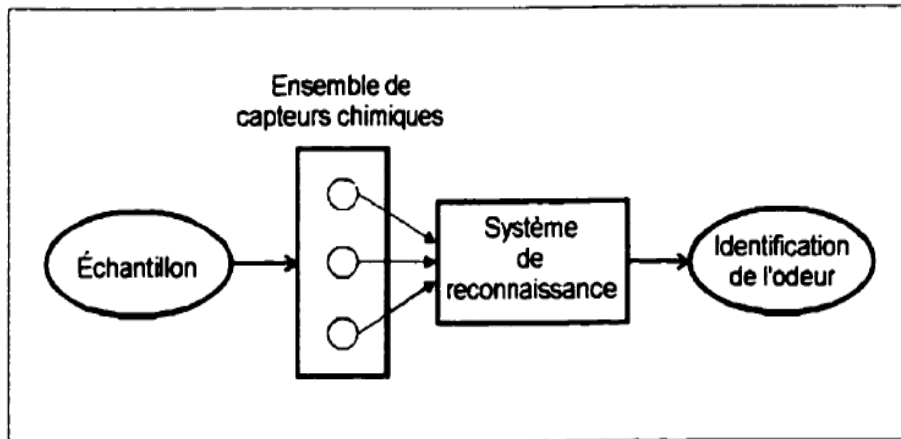 Ensemble de
capteurs chimiques
Échantillon
Système
de
reconnaissance
Identification
de l'odeur